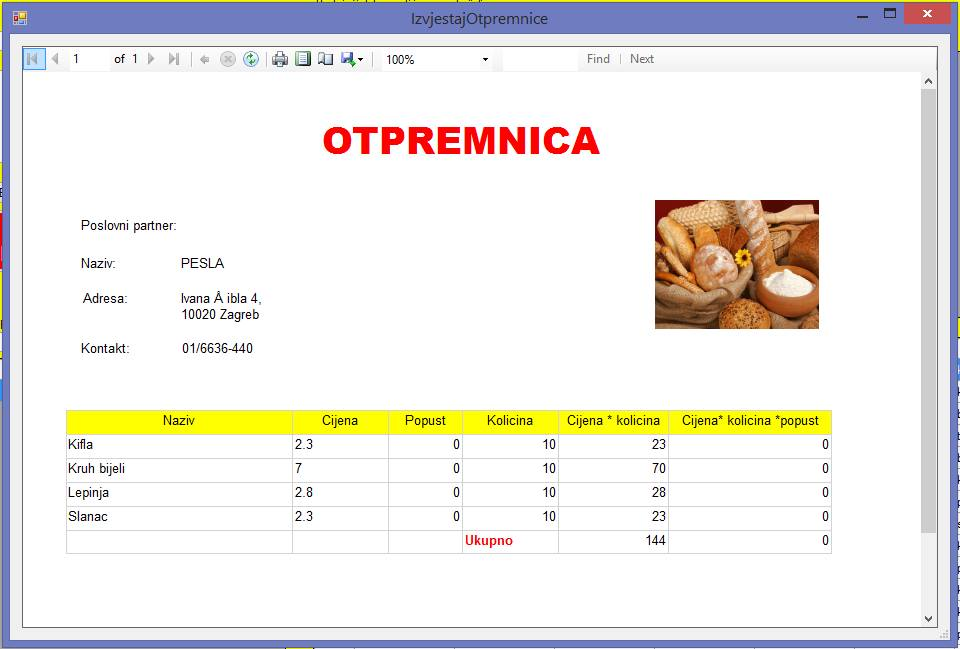 IzvjestajOtpremnice
1 of 1 100% Find Next
OTPREMNICA
Poslovni partner:
Naziv: PESLA
Adresa: Ivana Å ibla 4,
10020 Zagreb
Kontakt: 01/6636-440
Naziv Cijena Popust Kolicina Cijena * kolicina Cijena* kolicina *popust
Kifla 2.3 0 10 23 0
Kruh bijeli 7 0 10 70 0
Lepinja 2.8 0 10 28 0
Slanac 2.3 0 10 23 0
Ukupno 144 0